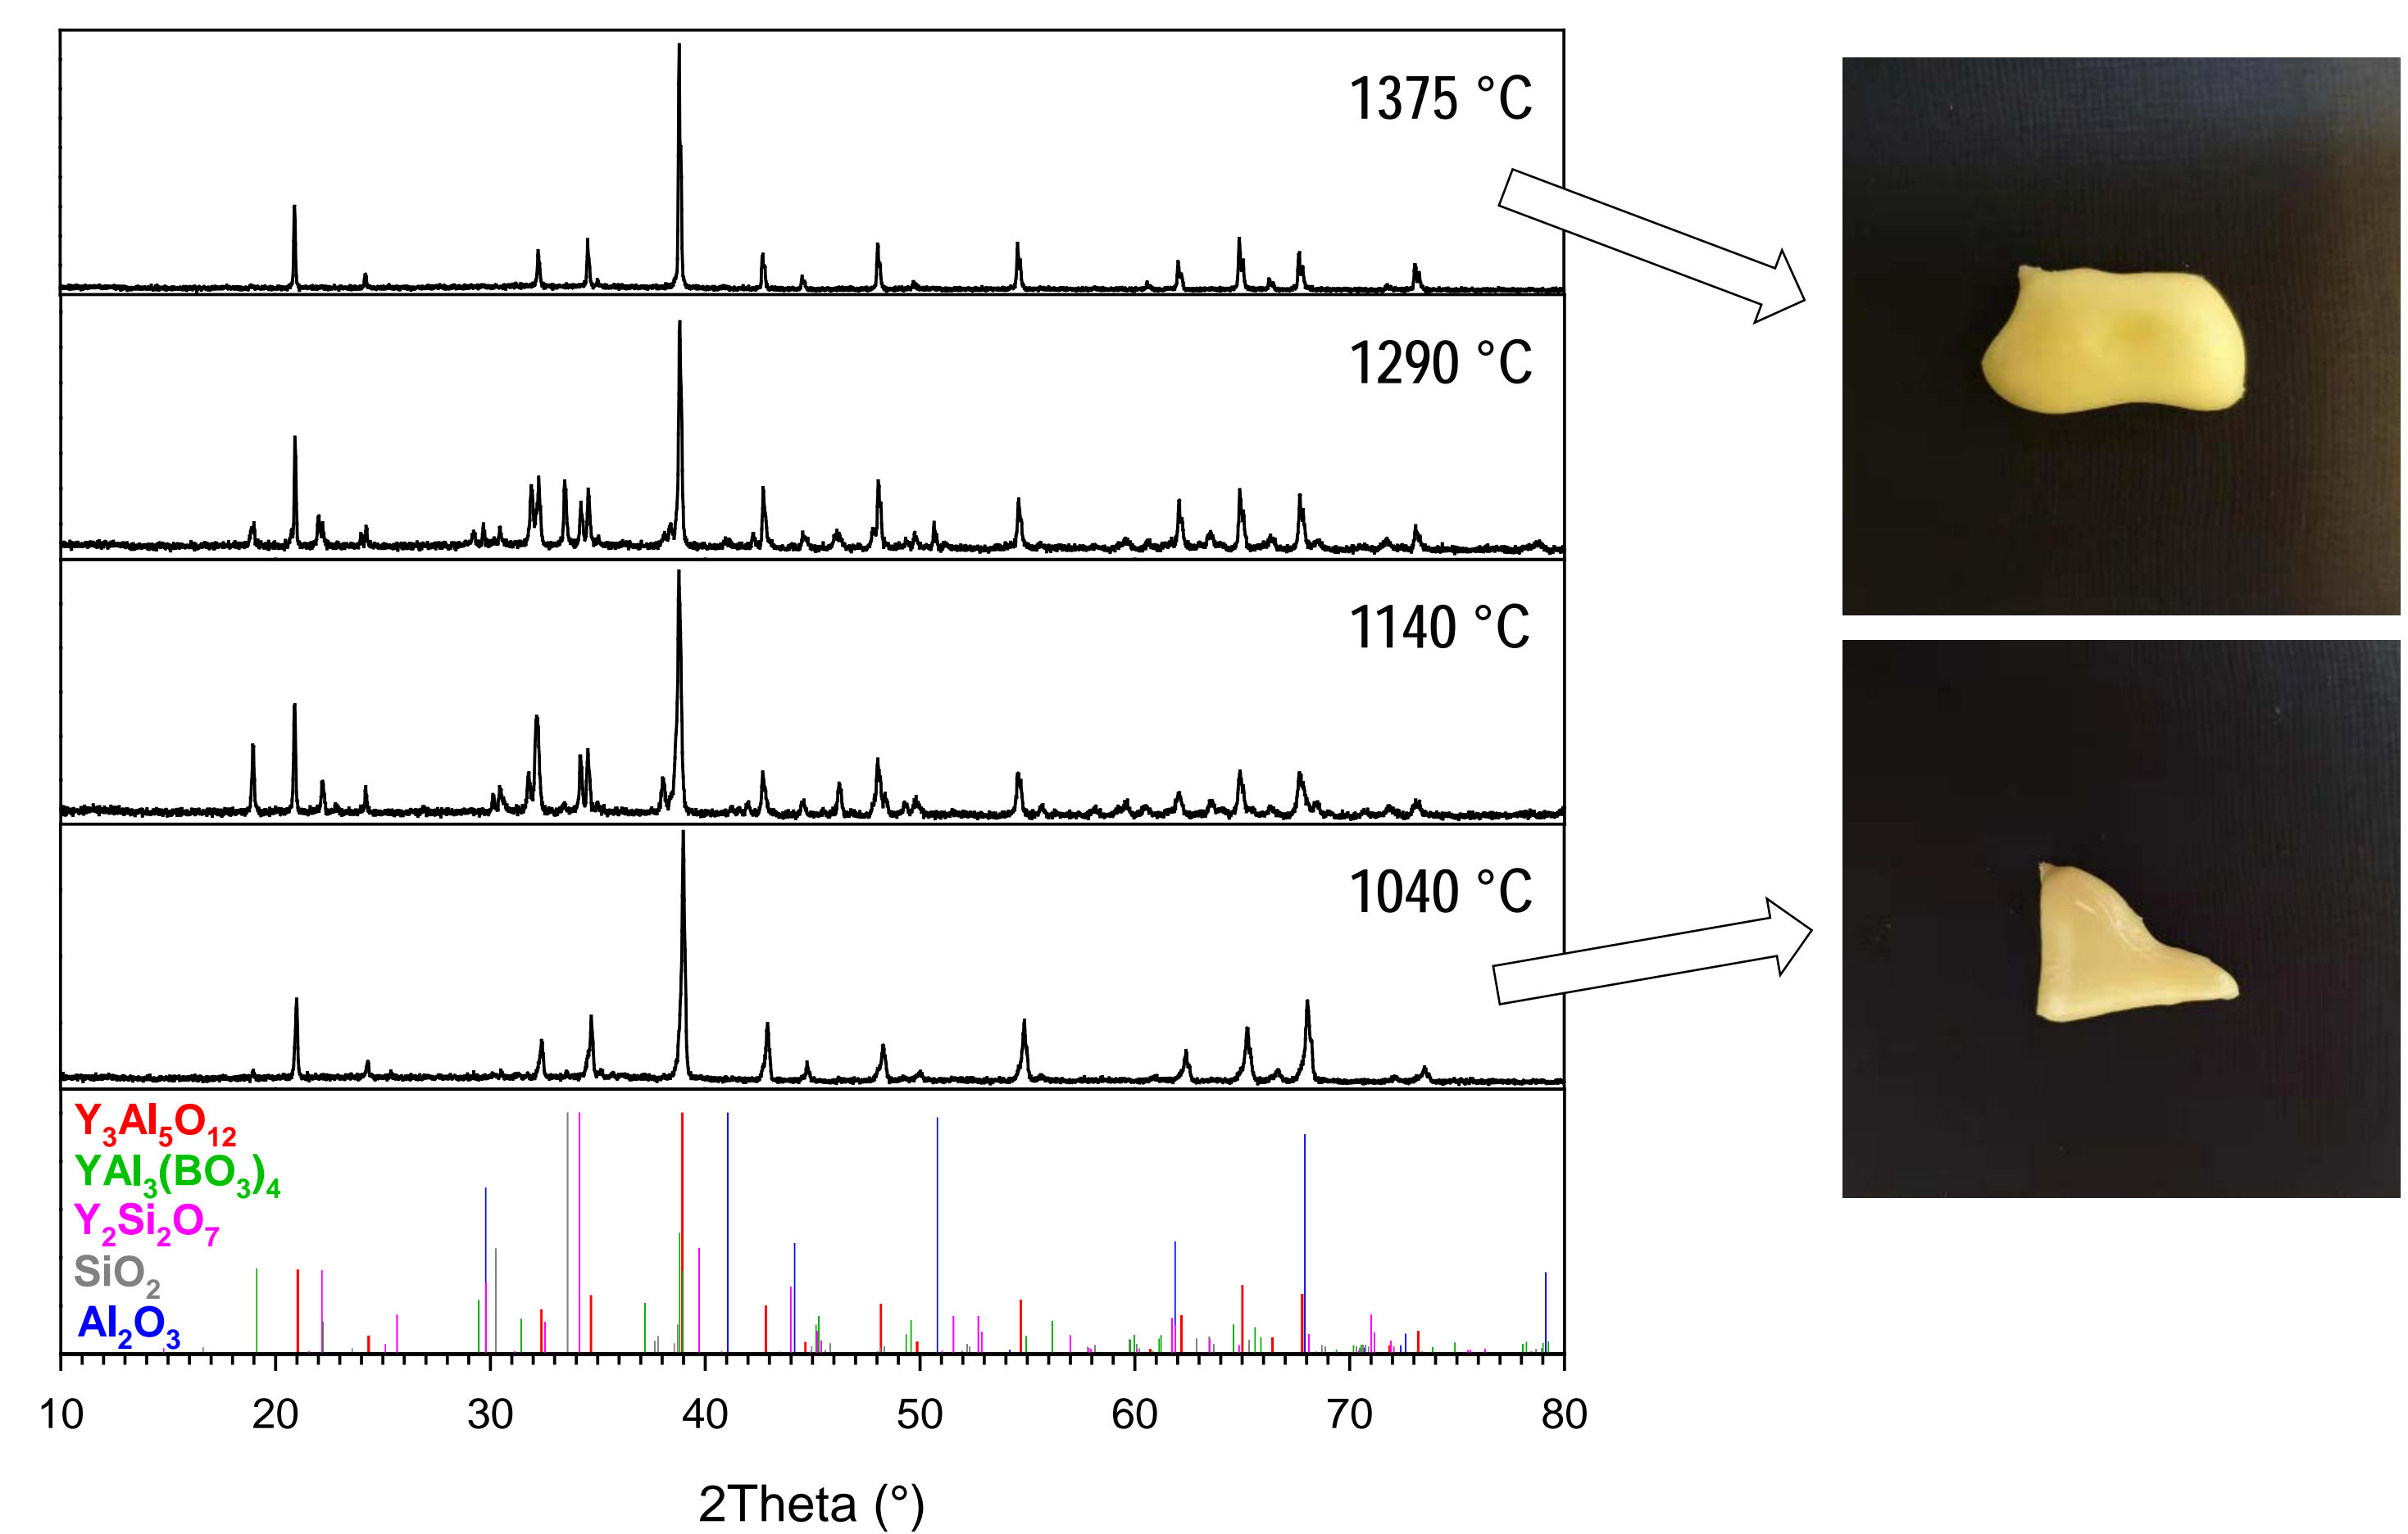 1375 °C
1290 °C
1140 °C
1040 °C
Y₃Al₅O₁₂
YAl₃(BO₃)₄
Y₂Si₂O₇
SiO₂
Al₂O₃
10 20 30 40 50 60 70 80
2Theta (°)